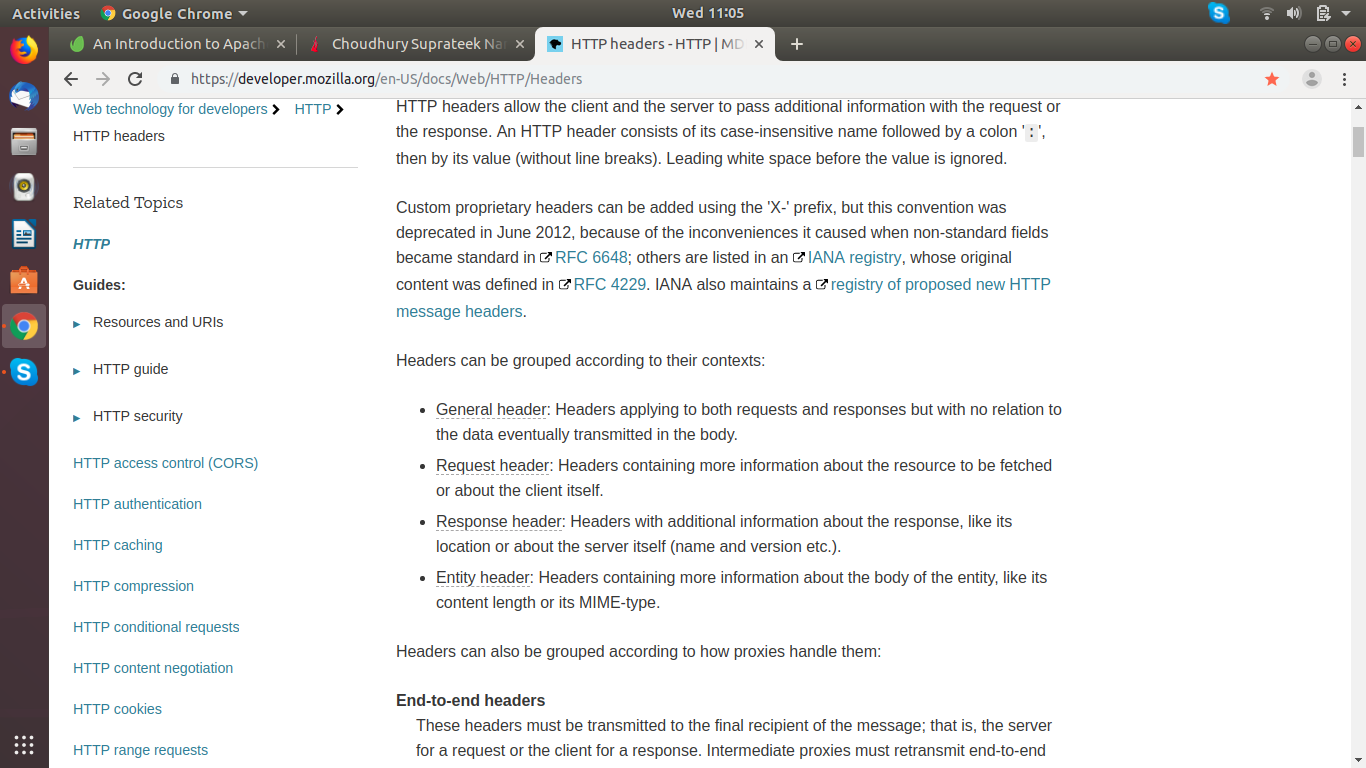 Activities Google Chrome Wed 11:05
An Introduction to Apach Choudhury Suprateek Na HTTP headers - HTTP | MD
https://developer.mozilla.org/en-US/docs/Web/HTTP/Headers
Web technology for developers HTTP
HTTP headers
Related Topics
HTTP
Guides:
Resources and URIs
HTTP guide
HTTP security
HTTP access control (CORS)
HTTP authentication
HTTP caching
HTTP compression
HTTP conditional requests
HTTP content negotiation
HTTP cookies
HTTP range requests
HTTP headers allow the client and the server to pass additional information with the request or
the response. An HTTP header consists of its case-insensitive name followed by a colon ':',
then by its value (without line breaks). Leading white space before the value is ignored.
Custom proprietary headers can be added using the 'X-' prefix, but this convention was
deprecated in June 2012, because of the inconveniences it caused when non-standard fields
became standard in RFC 6648; others are listed in an IANA registry, whose original
content was defined in RFC 4229. IANA also maintains a registry of proposed new HTTP
message headers.
Headers can be grouped according to their contexts:
• General header: Headers applying to both requests and responses but with no relation to
the data eventually transmitted in the body.
• Request header: Headers containing more information about the resource to be fetched
or about the client itself.
• Response header: Headers with additional information about the response, like its
location or about the server itself (name and version etc.).
• Entity header: Headers containing more information about the body of the entity, like its
content length or its MIME-type.
Headers can also be grouped according to how proxies handle them:
End-to-end headers
These headers must be transmitted to the final recipient of the message; that is, the server
for a request or the client for a response. Intermediate proxies must retransmit end-to-end